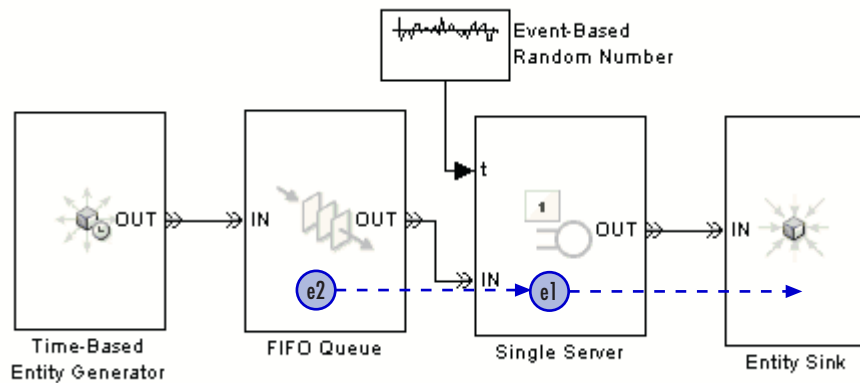 Event-Based
Random Number
OUT
IN
OUT
t
IN
1
OUT
IN
e2
e1
Time-Based
Entity Generator
FIFO Queue
Single Server
Entity Sink